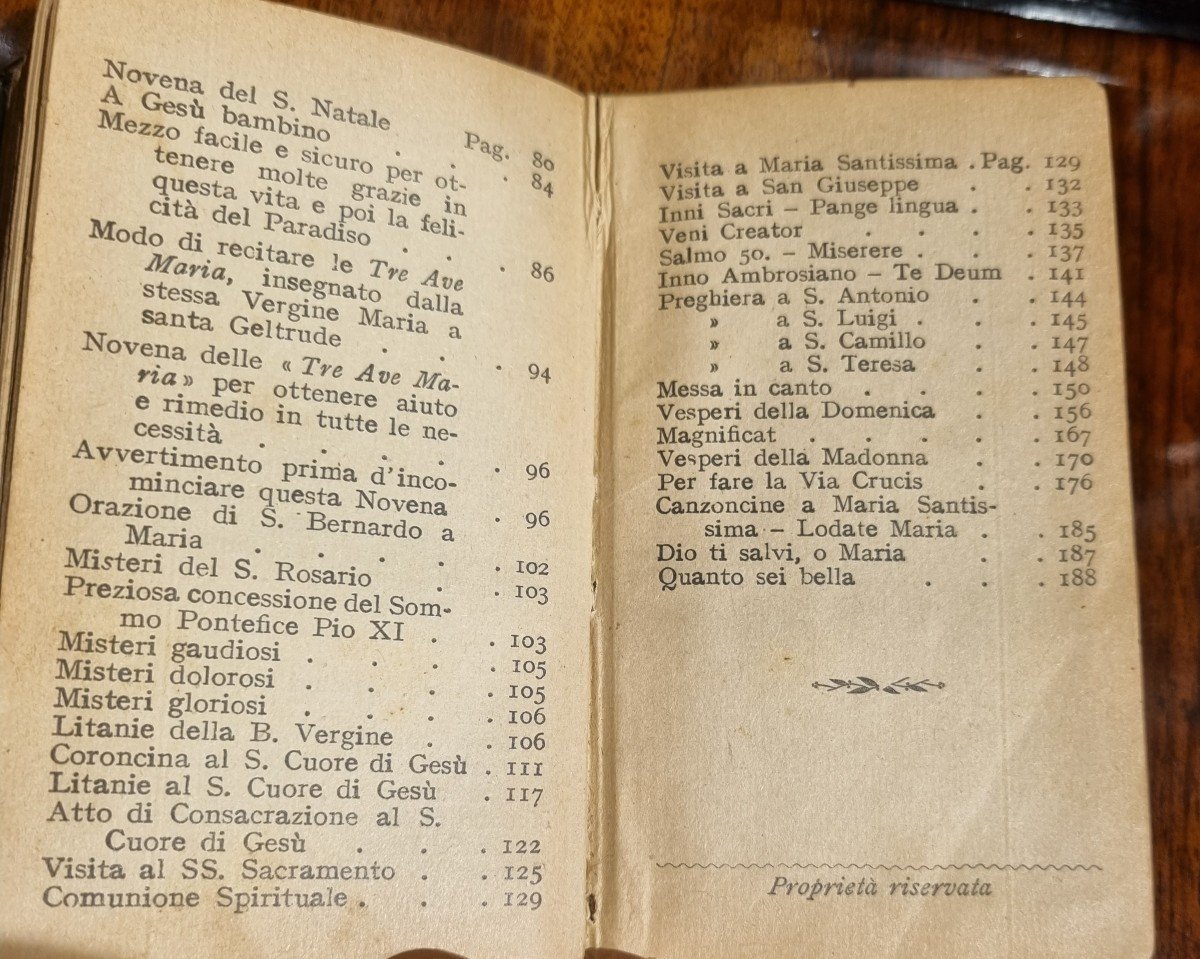 Novena del S. Natale Pag. 80
A Gesù bambino . . . 84
Mezzo facile e sicuro per ot-
tenere molte grazie in
questa vita e poi la feli-
cità del Paradiso . . . 86
Modo di recitare le Tre Ave
Maria, insegnato dalla
stessa Vergine Maria a
santa Geltrude . . . 94
Novena delle « Tre Ave Ma-
ria» per ottenere aiuto
e rimedio in tutte le ne-
cessità . . . . . 96
Avvertimento prima d'inco-
minciare questa Novena . 96
Orazione di S. Bernardo a
Maria . . . . . 102
Misteri del S. Rosario . . 103
Preziosa concessione del Som-
mo Pontefice Pio XI . . 103
Misteri gaudiosi . . . . 105
Misteri dolorosi . . . . 105
Misteri gloriosi . . . . 106
Litanie della B. Vergine . . 106
Coroncina al S. Cuore di Gesù . 111
Litanie al S. Cuore di Gesù . 117
Atto di Consacrazione al S.
Cuore di Gesù . . . 122
Visita al SS. Sacramento . . 125
Comunione Spirituale . . . 129
Visita a Maria Santissima . Pag. 129
Visita a San Giuseppe . . 132
Inni Sacri – Pange lingua . . 133
Veni Creator . . . . 135
Salmo 50. – Miserere . . . 137
Inno Ambrosiano – Te Deum . 141
Preghiera a S. Antonio . . 144
» a S. Luigi . . . 145
» a S. Camillo . . 147
» a S. Teresa . . 148
Messa in canto . . . . 150
Vesperi della Domenica . . 156
Magnificat . . . . . 167
Vesperi della Madonna . . 170
Per fare la Via Crucis . . 176
Canzoncine a Maria Santis-
sima – Lodate Maria . . 185
Dio ti salvi, o Maria . . 187
Quanto sei bella . . . 188
Proprietà riservata